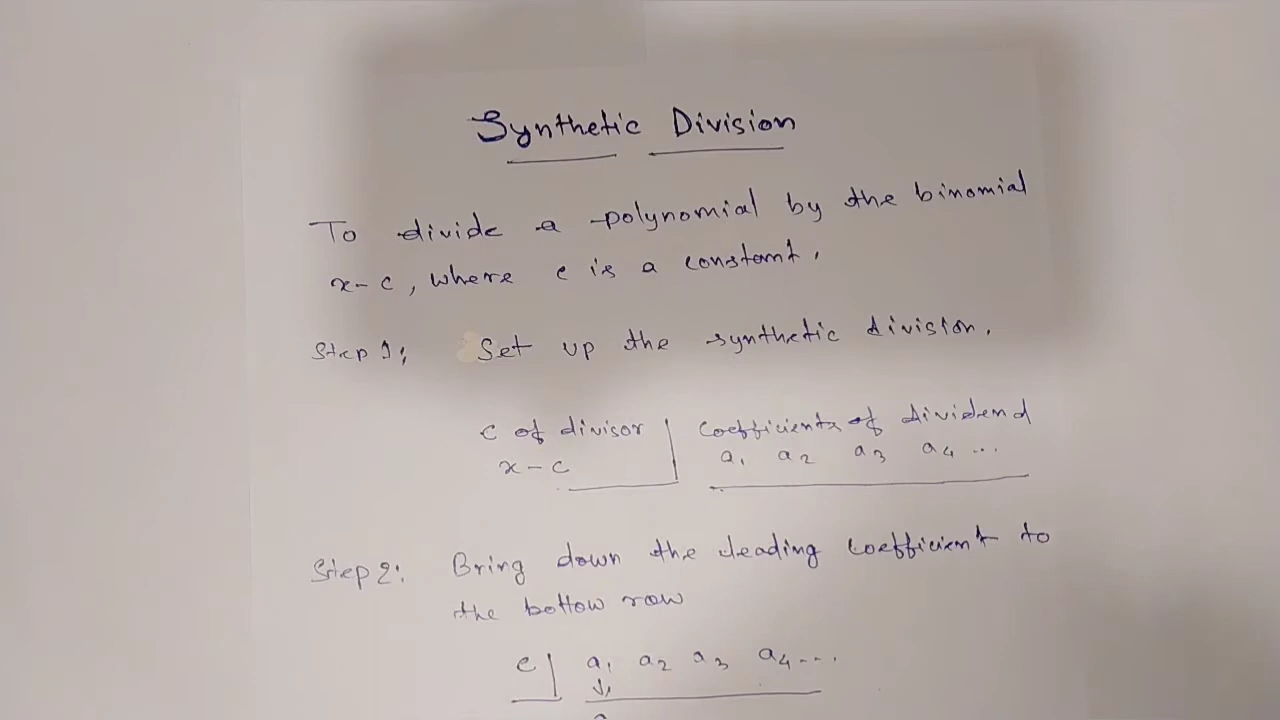 Synthetic Division
To divide a polynomial by the binomial
x-c, where c is a constant.
Step 1: Set up the synthetic division.
c of divisor | coefficients of dividend
x-c a₁ a₂ a₃ a₄ ...
Step 2: Bring down the leading coefficient to
the bottow row
c | a₁ a₂ a₃ a₄ ...
↓